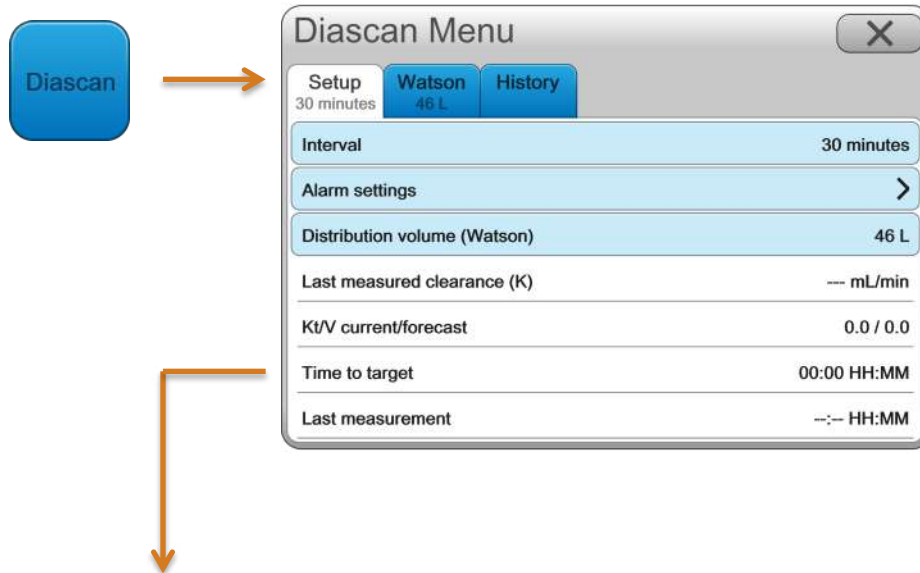 Diascan
Diascan Menu
Setup Watson History
30 minutes 46 L
Interval 30 minutes
Alarm settings
Distribution volume (Watson) 46 L
Last measured clearance (K) --- mL/min
Kt/V current/forecast 0.0 / 0.0
Time to target 00:00 HH:MM
Last measurement --:-- HH:MM